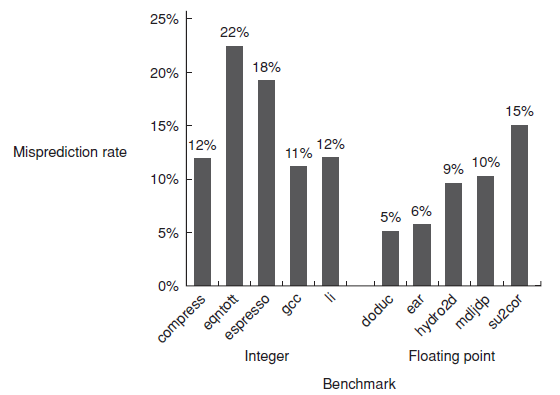 25%
22%
20%
18%
15%
15%
12%
11%
12%
Misprediction rate
10%
9%
10%
5%
5%
6%
0%
compress
eqntott
espresso
gcc
li
doduc
ear
hydro2d
mdljdp
su2cor
Integer
Floating point
Benchmark